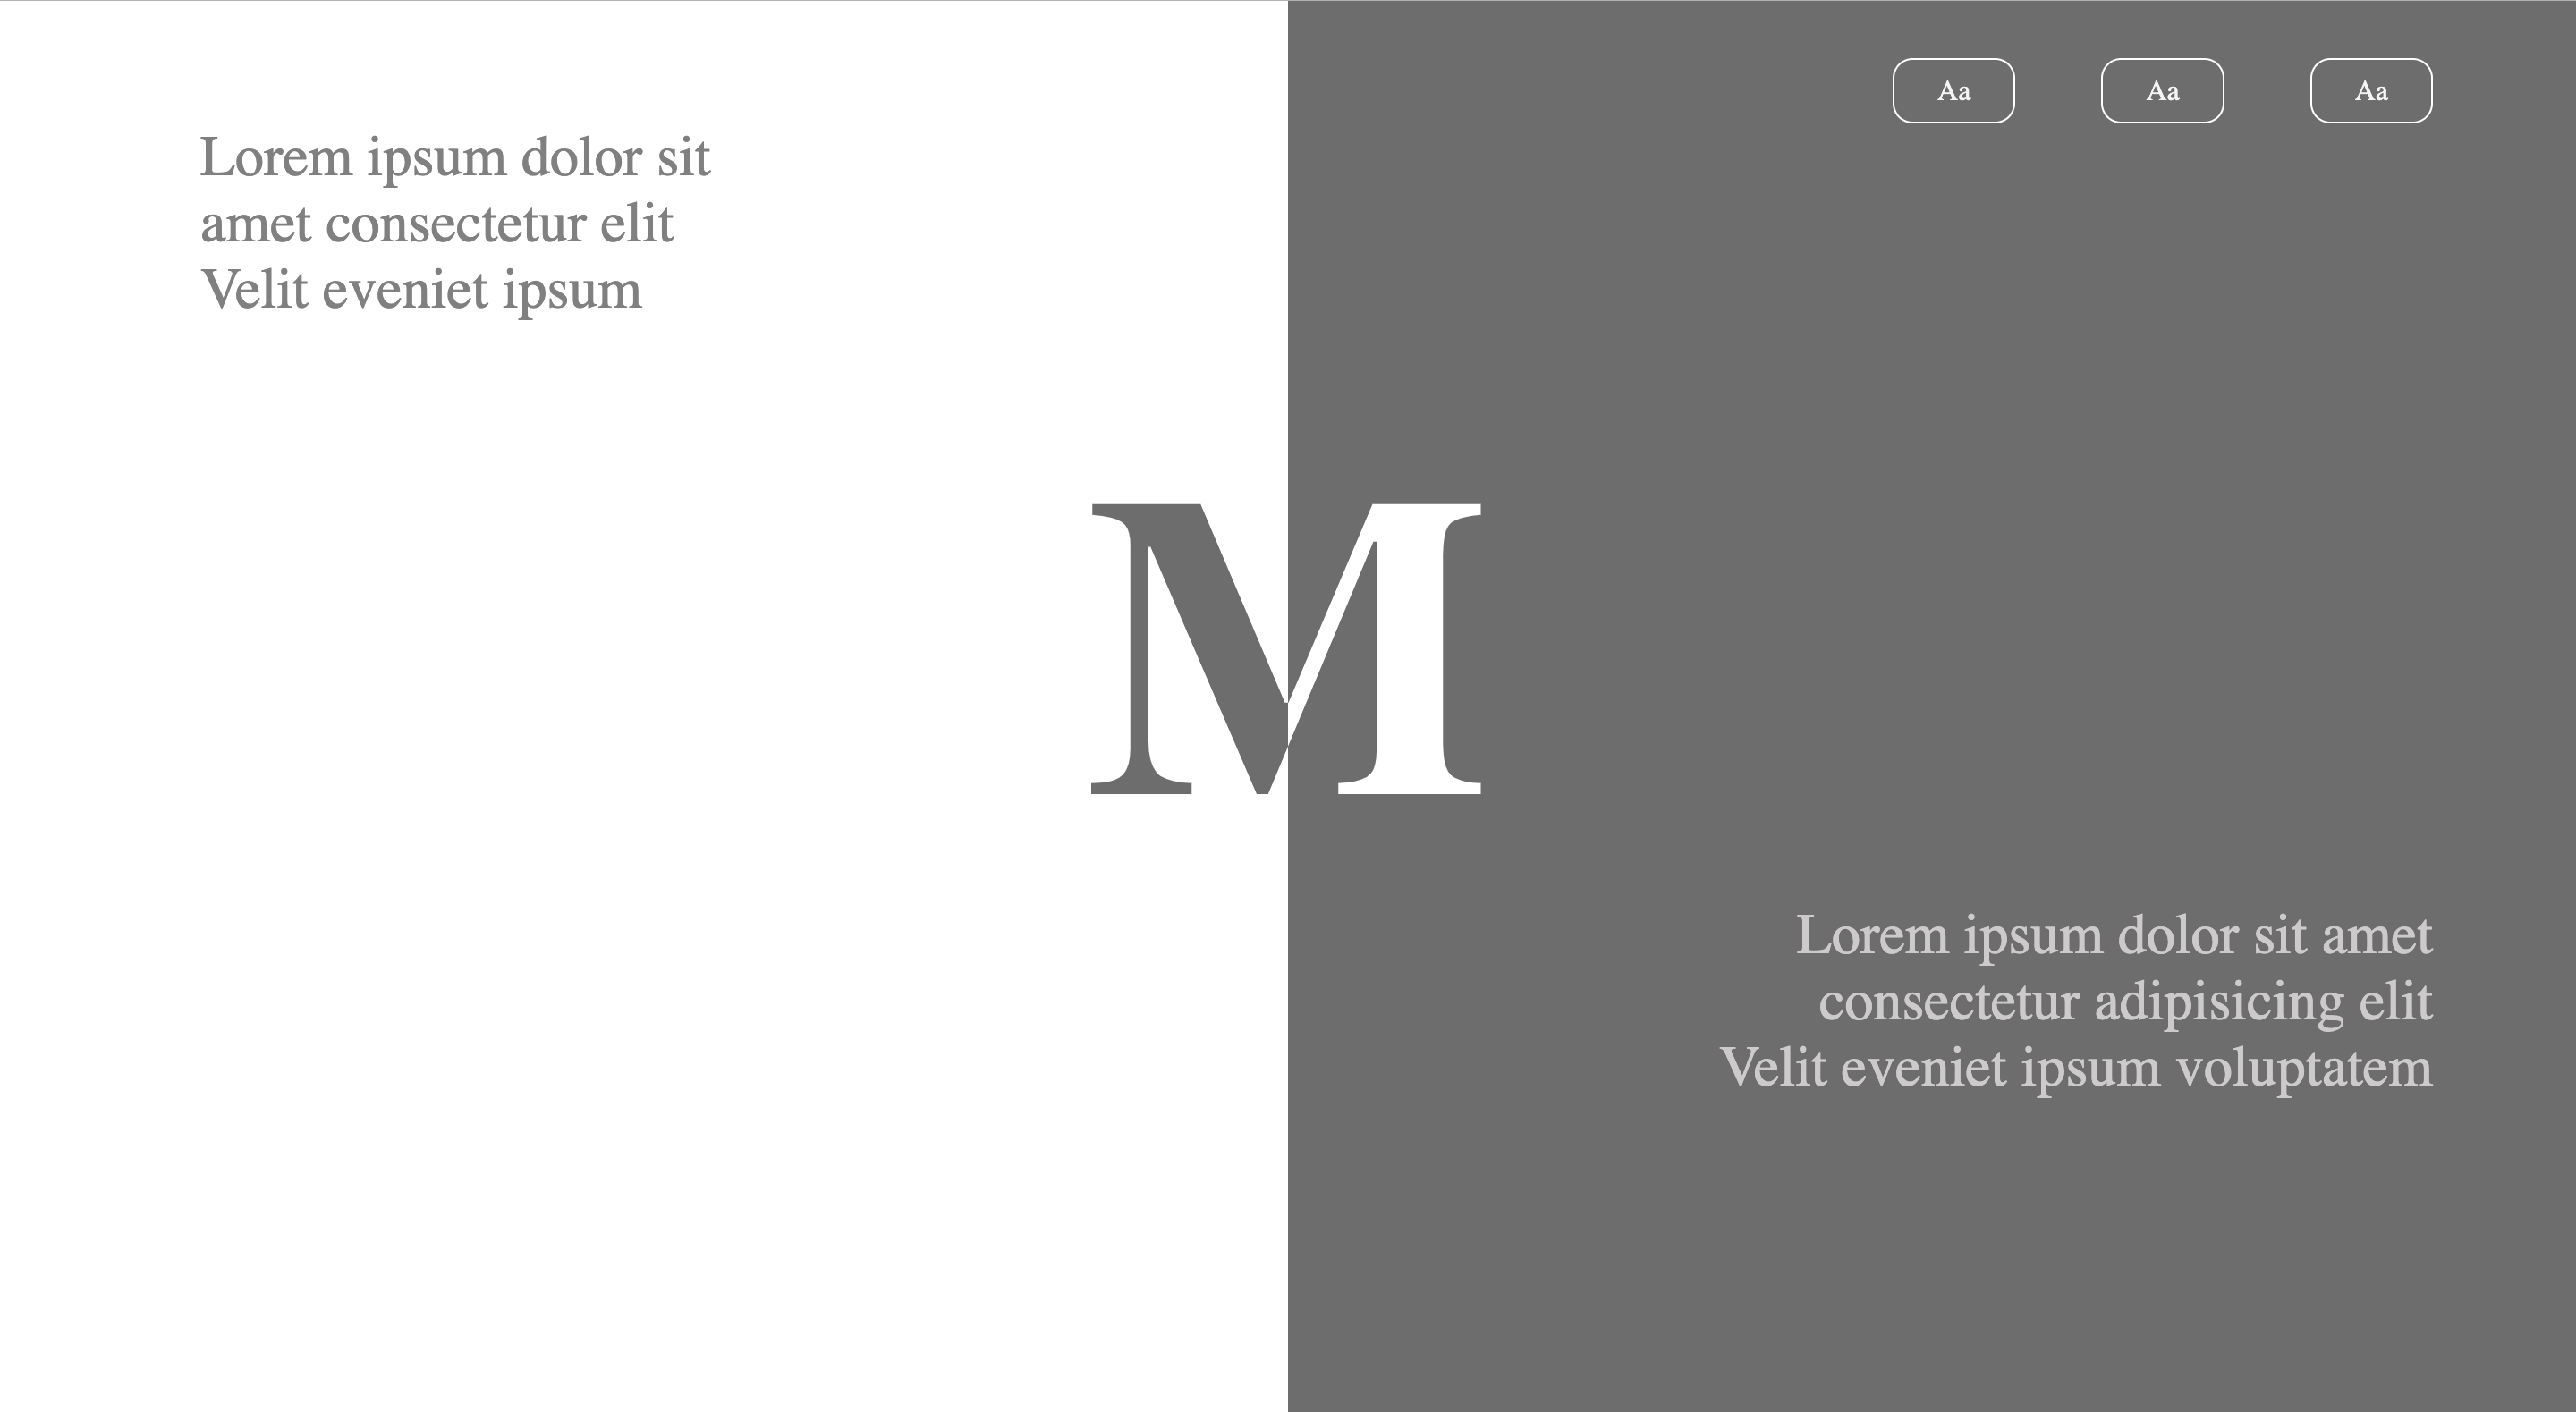 Aa Aa Aa
Lorem ipsum dolor sit
amet consectetur elit
Velit eveniet ipsum
M
Lorem ipsum dolor sit amet
consectetur adipisicing elit
Velit eveniet ipsum voluptatem